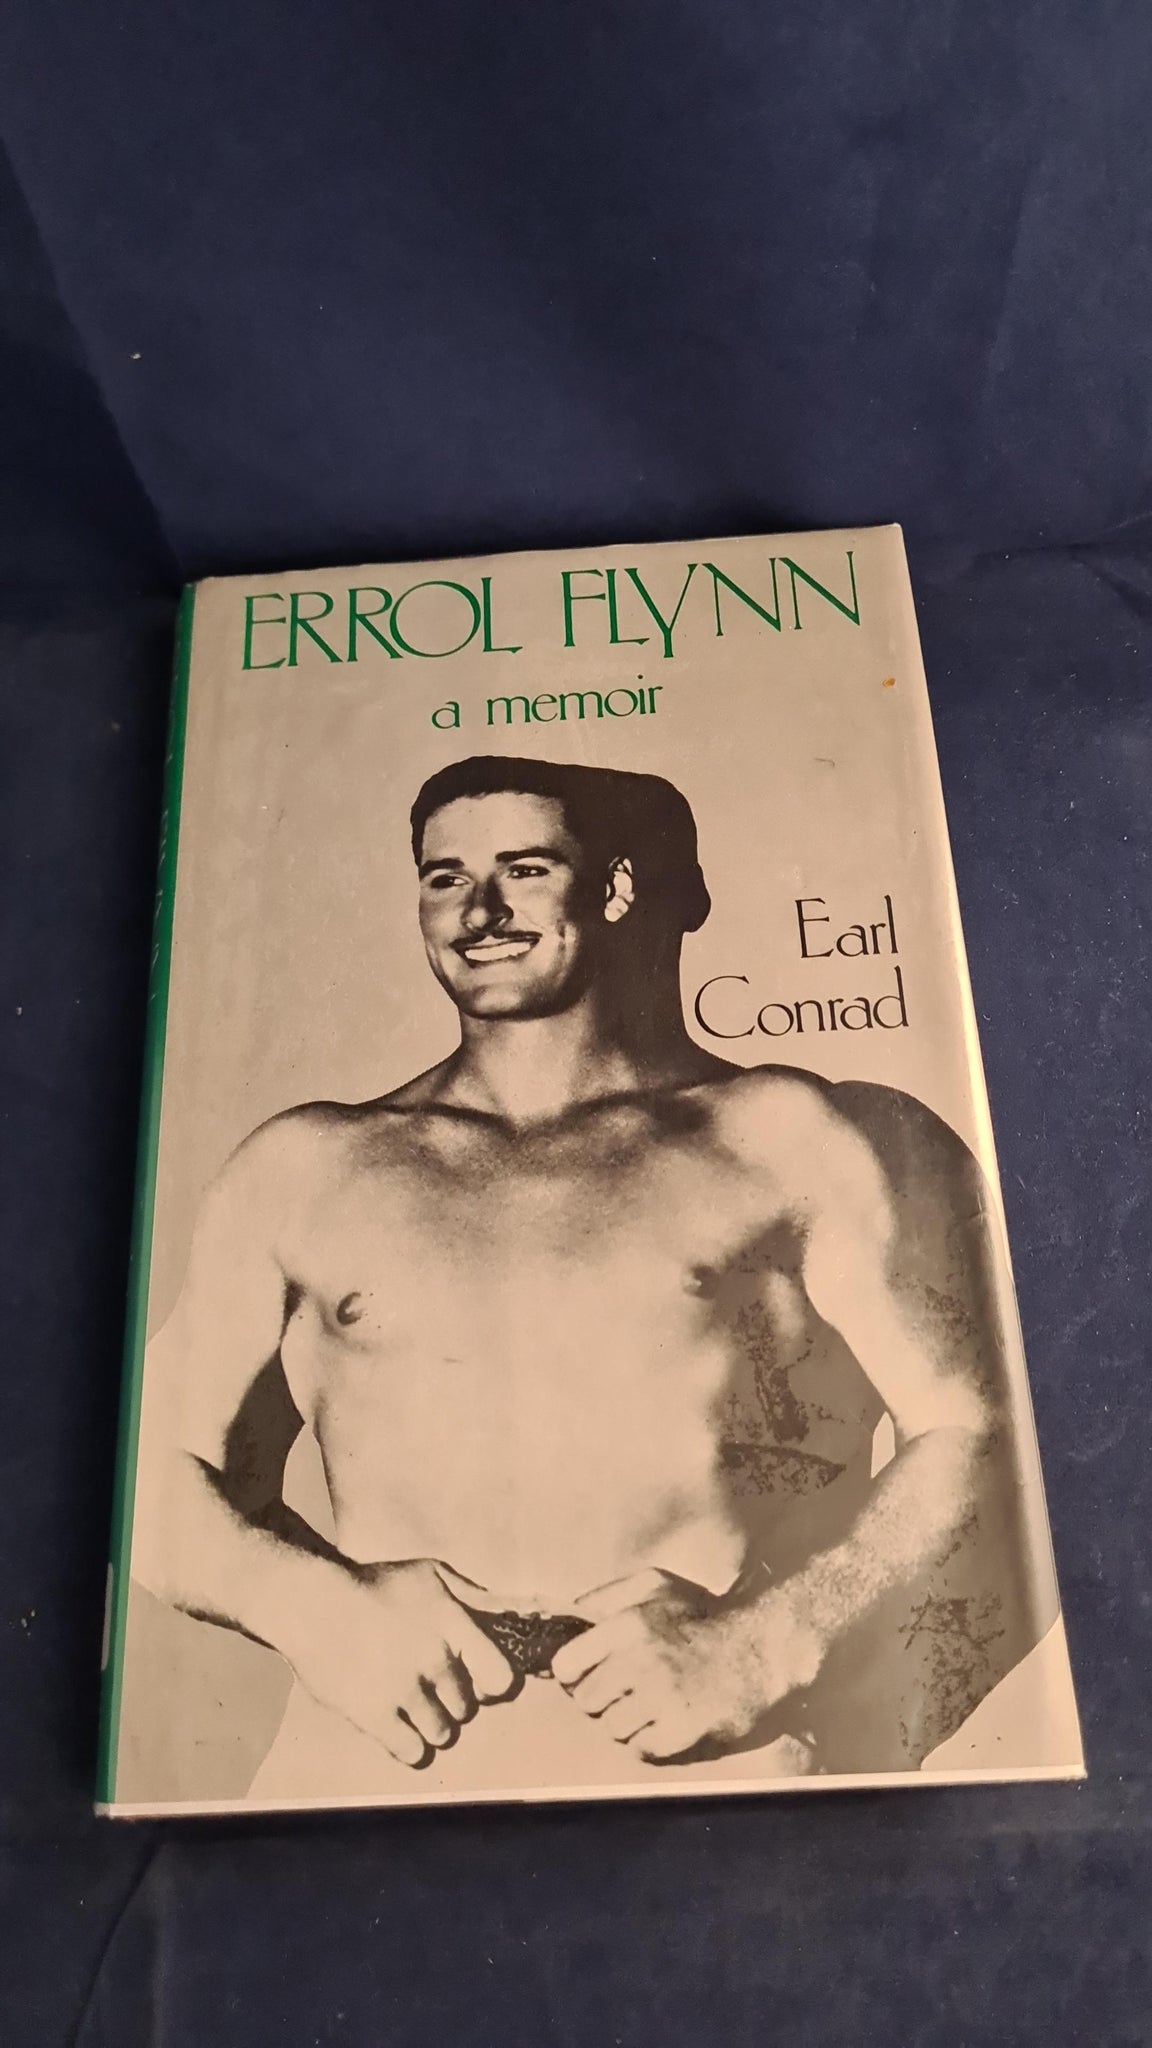 ERROL FLYNN
a memoir
Earl
Conrad